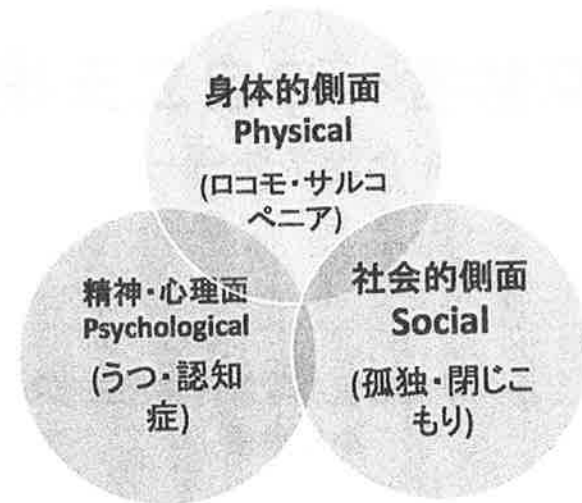 身体的側面
Physical
(ロコモ・サルコ
ペニア)
精神・心理面
Psychological
(うつ・認知
症)
社会的側面
Social
(孤独・閉じこ
もり)